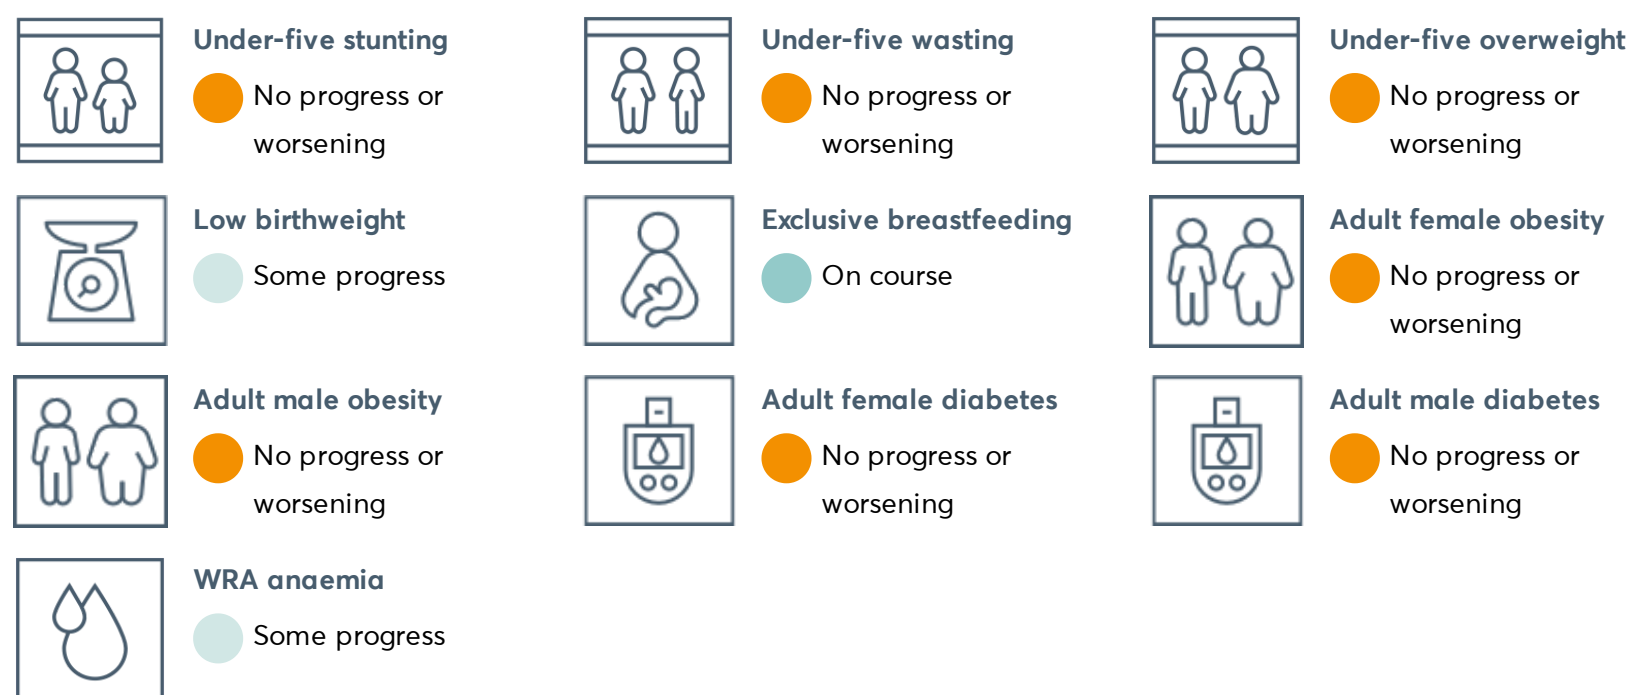 Under-five stunting
No progress or
worsening
Under-five wasting
No progress or
worsening
Under-five overweight
No progress or
worsening
Low birthweight
Some progress
Exclusive breastfeeding
On course
Adult female obesity
No progress or
worsening
Adult male obesity
No progress or
worsening
Adult female diabetes
No progress or
worsening
Adult male diabetes
No progress or
worsening
WRA anaemia
Some progress